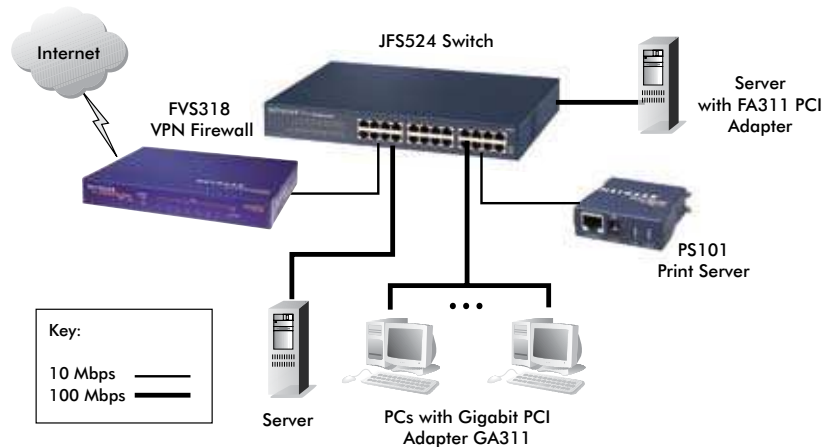 JFS524 Switch
Internet
Server
with FA311 PCI
Adapter
FVS318
VPN Firewall
NETGEAR
PS101
Print Server
Key:
10 Mbps
100 Mbps
Server
PCs with Gigabit PCI
Adapter GA311